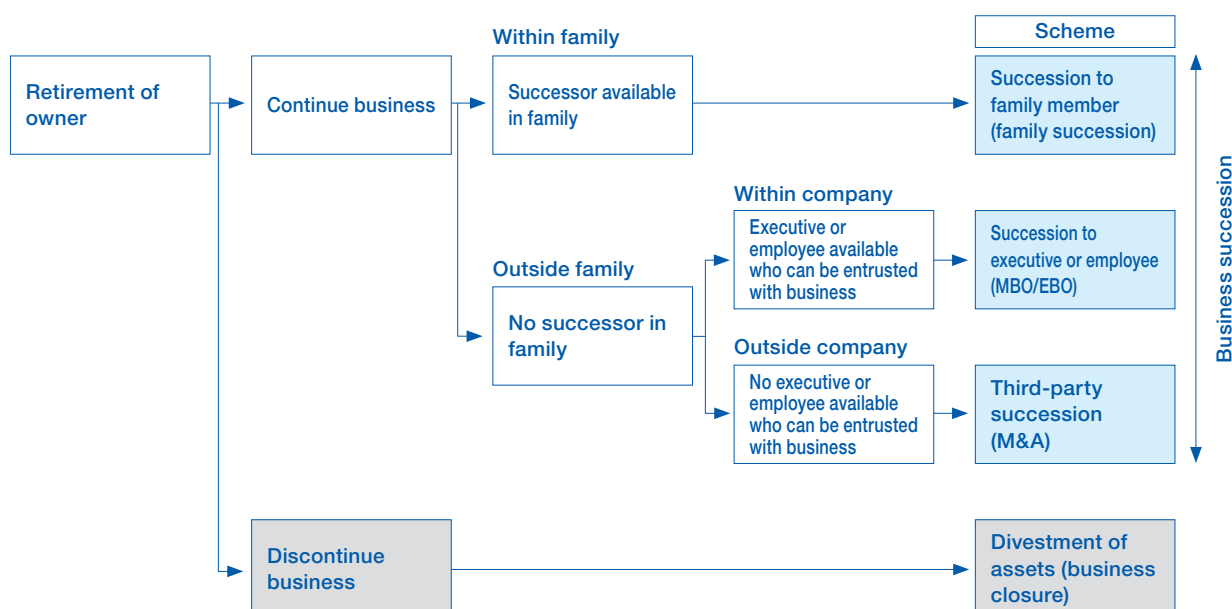 Within family
Scheme
Retirement of
owner
Continue business
Successor available
in family
Succession to
family member
(family succession)
Within company
Executive or
employee available
who can be entrusted
with business
Succession to
executive or employee
(MBO/EBO)
Outside family
No successor in
family
Outside company
No executive or
employee available
who can be entrusted
with business
Third-party
succession
(M&A)
Business succession
Discontinue
business
Divestment of
assets (business
closure)